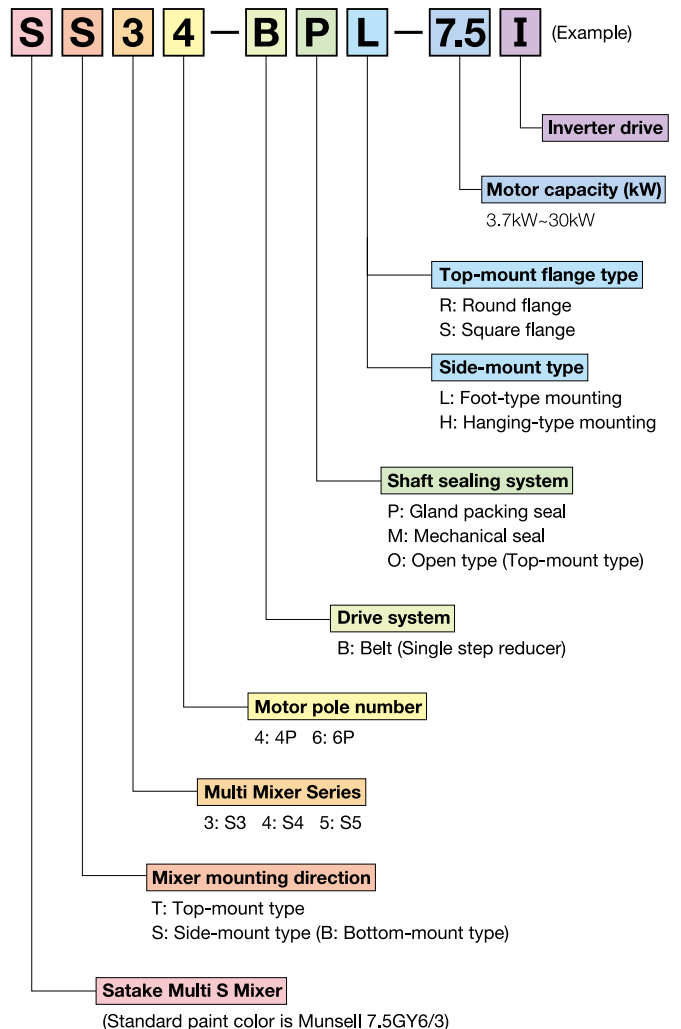 SS34-BPL-7.5I (Example)
Inverter drive
Motor capacity (kW)
3.7kW~30kW
Top-mount flange type
R: Round flange
S: Square flange
Side-mount type
L: Foot-type mounting
H: Hanging-type mounting
Shaft sealing system
P: Gland packing seal
M: Mechanical seal
O: Open type (Top-mount type)
Drive system
B: Belt (Single step reducer)
Motor pole number
4: 4P 6: 6P
Multi Mixer Series
3: S3 4: S4 5: S5
Mixer mounting direction
T: Top-mount type
S: Side-mount type (B: Bottom-mount type)
Satake Multi S Mixer
(Standard paint color is Munsell 7.5GY6/3)